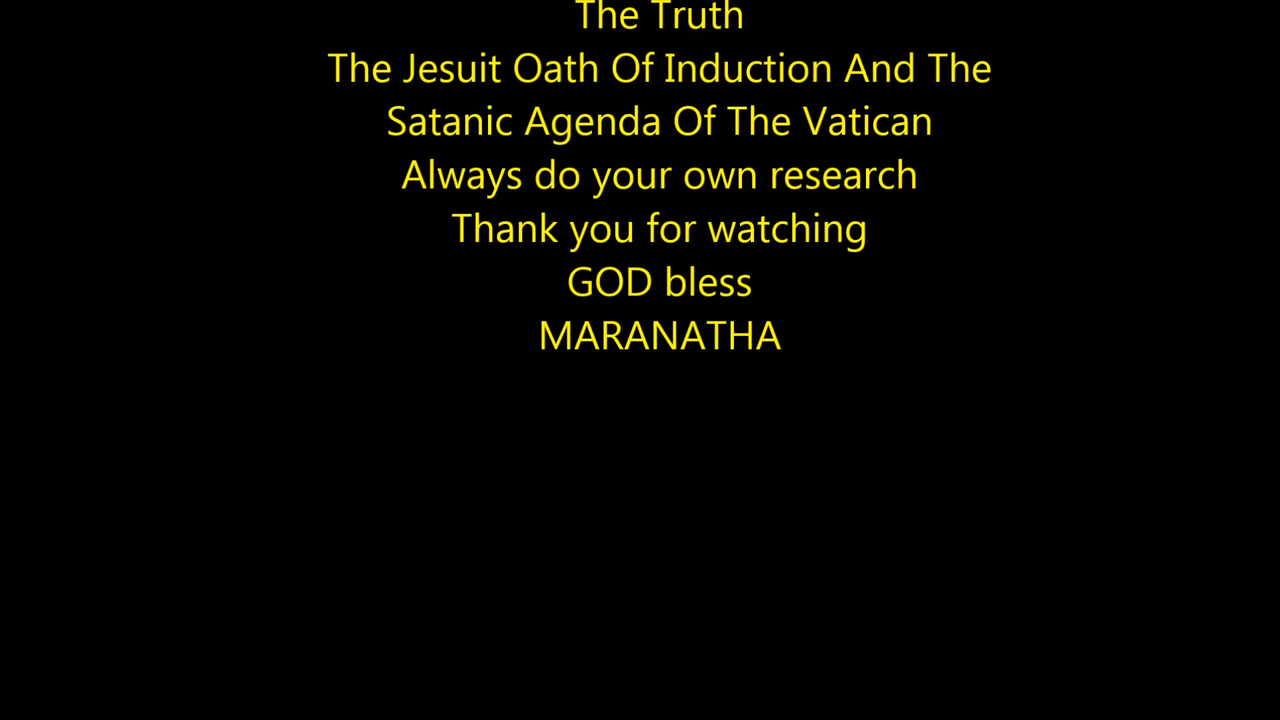 The Truth
The Jesuit Oath Of Induction And The
Satanic Agenda Of The Vatican
Always do your own research
Thank you for watching
GOD bless
MARANATHA